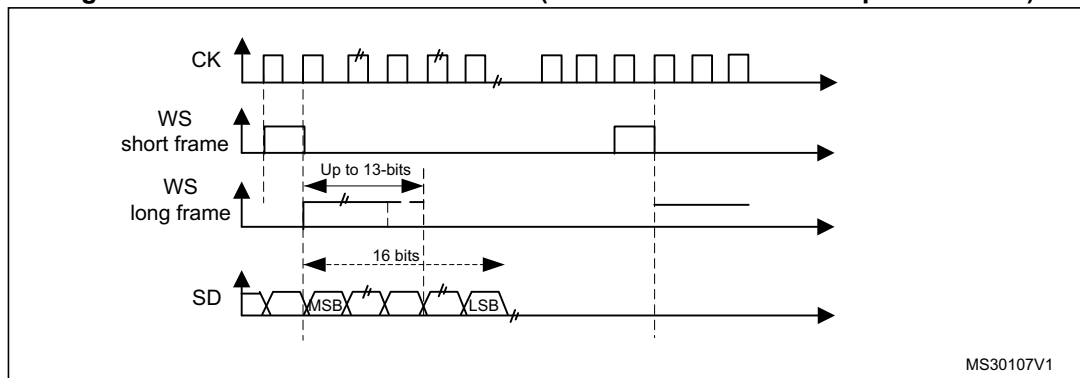 CK
WS
short frame
Up to 13-bits
WS
long frame
16 bits
SD
MSB
LSB
MS30107V1